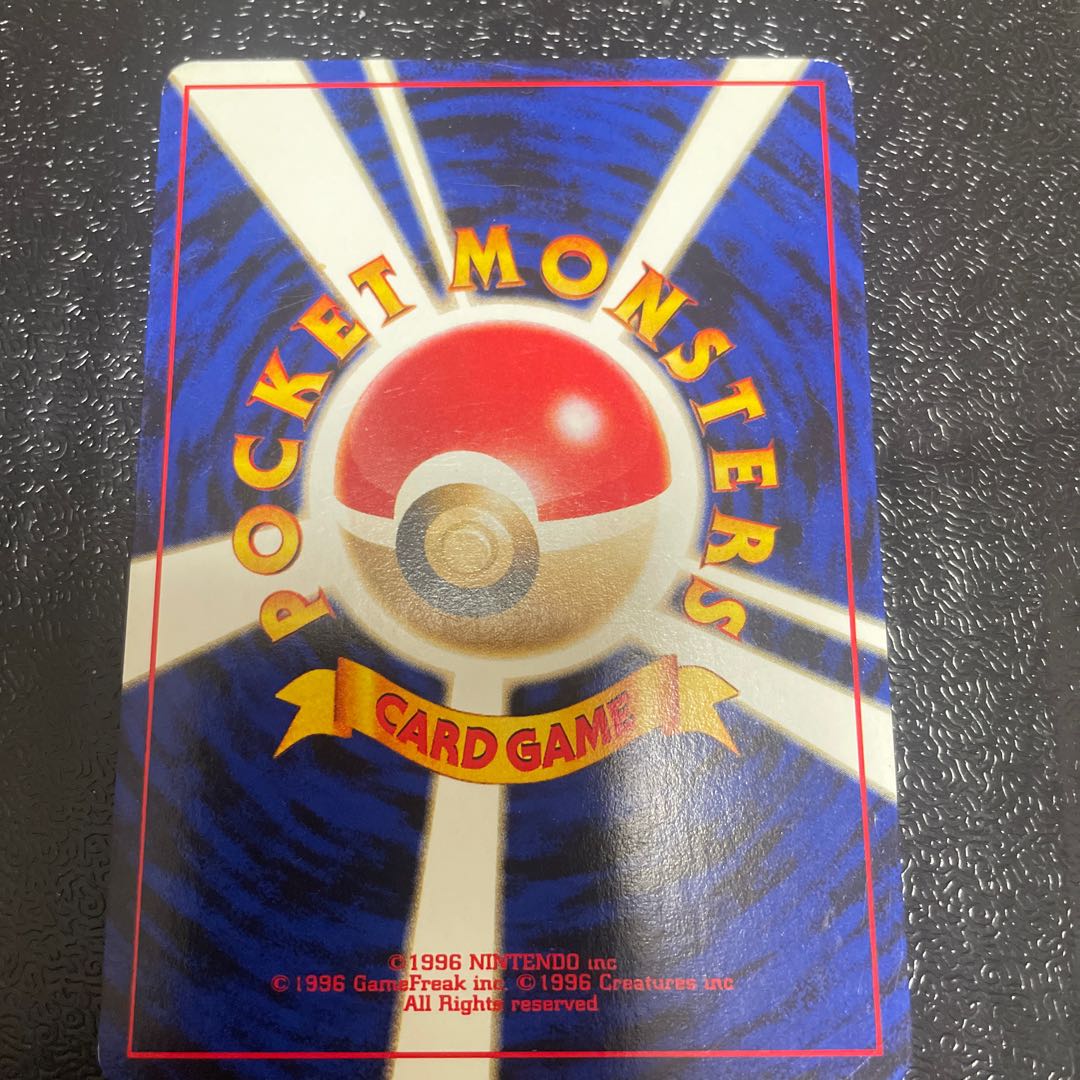 POCKET MONSTERS
CARD GAME
©1996 NINTENDO inc
©1996 GameFreak inc. ©1996 Creatures inc
All Rights reserved